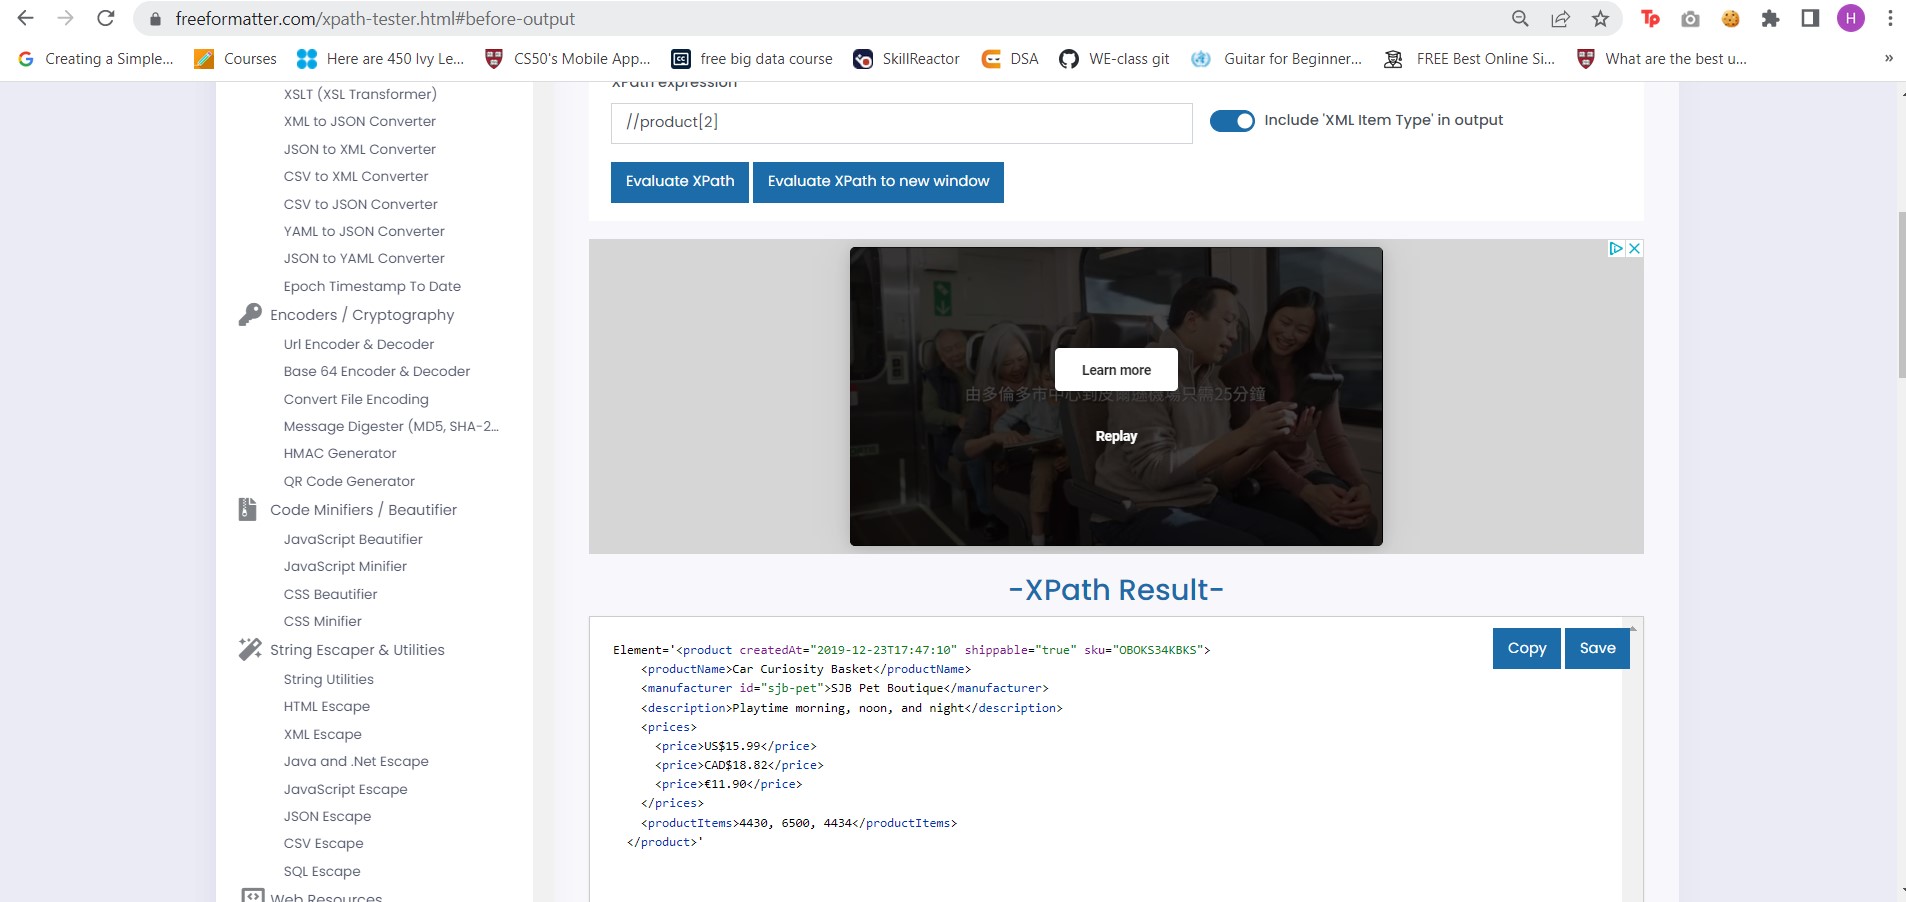 freeformatter.com/xpath-tester.html#before-output
Tp
H
Creating a Simple...
Courses
Here are 450 Ivy Le...
CS50's Mobile App...
free big data course
SkillReactor
DSA
WE-class git
Guitar for Beginner...
FREE Best Online Si...
What are the best u...
»
XSLT (XSL Transformer)
XML to JSON Converter
JSON to XML Converter
CSV to XML Converter
CSV to JSON Converter
YAML to JSON Converter
JSON to YAML Converter
Epoch Timestamp To Date
Encoders / Cryptography
Url Encoder & Decoder
Base 64 Encoder & Decoder
Convert File Encoding
Message Digester (MD5, SHA-2...
HMAC Generator
QR Code Generator
Code Minifiers / Beautifier
JavaScript Beautifier
JavaScript Minifier
CSS Beautifier
CSS Minifier
String Escaper & Utilities
String Utilities
HTML Escape
XML Escape
Java and .Net Escape
JavaScript Escape
JSON Escape
CSV Escape
SQL Escape
Web Resources
XPath expression
//product[2]
Include 'XML Item Type' in output
Evaluate XPath
Evaluate XPath to new window
Learn more
由多倫多市中心到皮爾遜機場只需25分鐘
Replay
-XPath Result-
Copy
Save
Element='<product createdAt="2019-12-23T17:47:10" shippable="true" sku="OBOKS34KBKS">
<productName>Car Curiosity Basket</productName>
<manufacturer id="sjb-pet">SJB Pet Boutique</manufacturer>
<description>Playtime morning, noon, and night</description>
<prices>
<price>US$15.99</price>
<price>CAD$18.82</price>
<price>€11.90</price>
</prices>
<productItems>4430, 6500, 4434</productItems>
</product>'